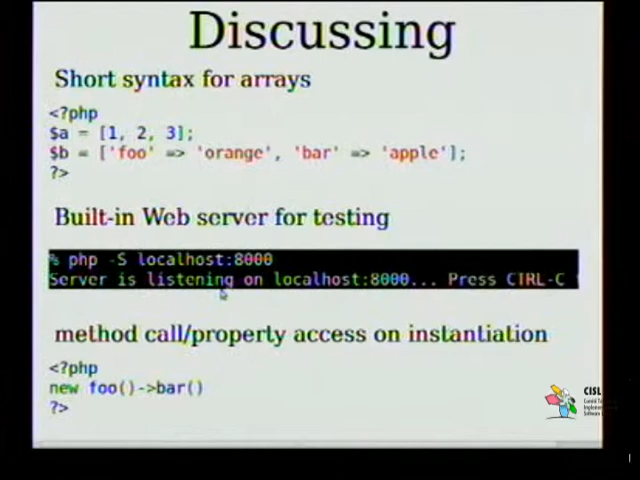 Discussing
Short syntax for arrays
<?php
$a = [1, 2, 3];
$b = ['foo' => 'orange', 'bar' => 'apple'];
?>
Built-in Web server for testing
% php -S localhost:8000
Server is listening on localhost:8000... Press CTRL-C
method call/property access on instantiation
<?php
new foo()->bar()
?>
CISL